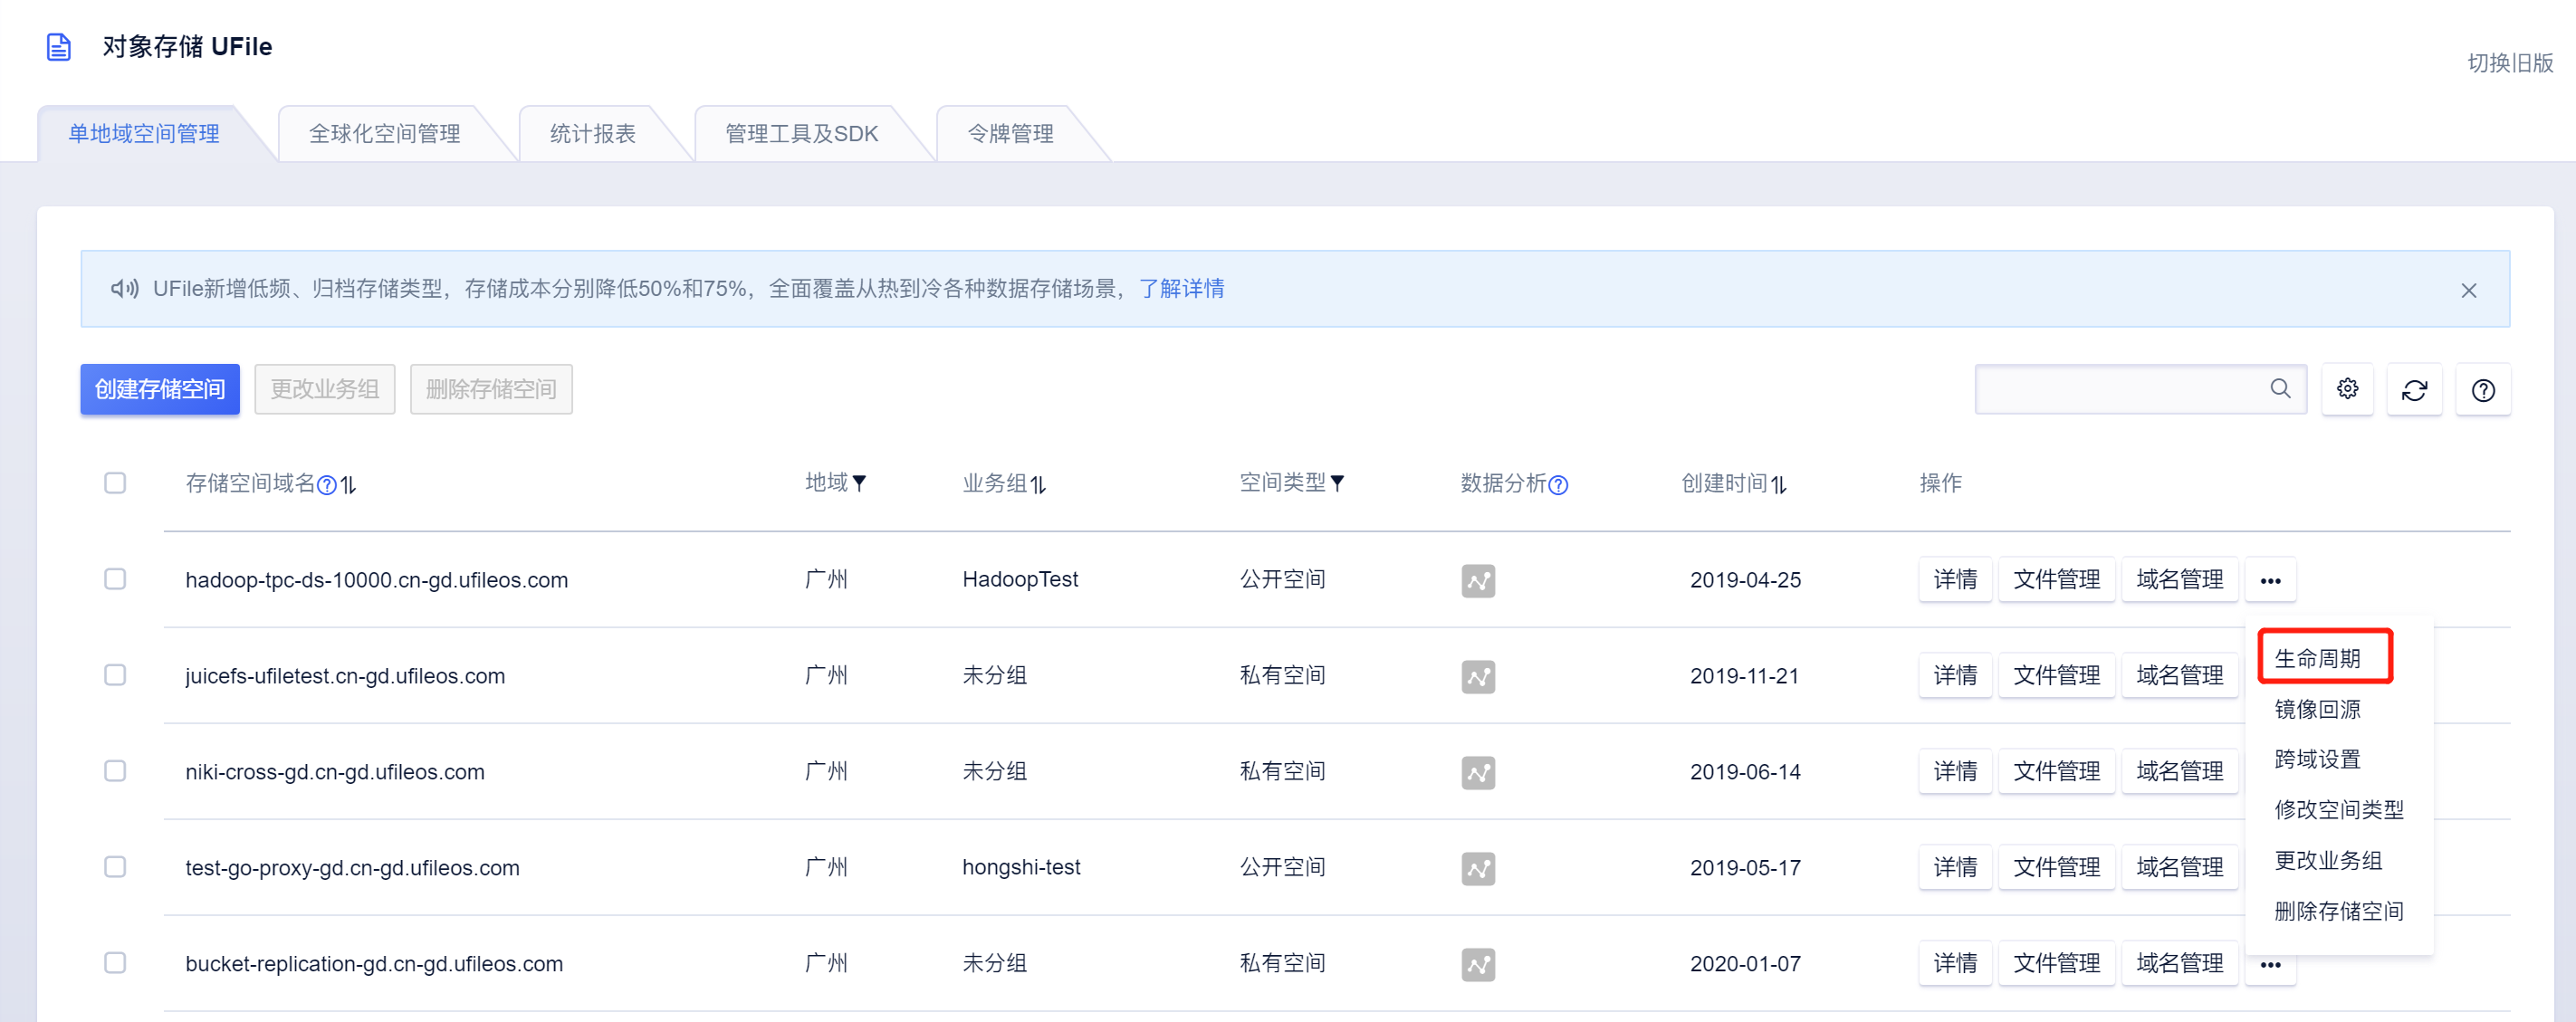 对象存储 UFile
切换旧版
单地域空间管理 全球化空间管理 统计报表 管理工具及SDK 令牌管理
UFile新增低频、归档存储类型，存储成本分别降低50%和75%，全面覆盖从热到冷各种数据存储场景，了解详情
创建存储空间 更改业务组 删除存储空间
存储空间域名 地域 业务组 空间类型 数据分析 创建时间 操作
hadoop-tpc-ds-10000.cn-gd.ufileos.com 广州 HadoopTest 公开空间 2019-04-25 详情 文件管理 域名管理
生命周期
juicefs-ufiletest.cn-gd.ufileos.com 广州 未分组 私有空间 2019-11-21 详情 文件管理 域名管理
镜像回源
跨域设置
niki-cross-gd.cn-gd.ufileos.com 广州 未分组 私有空间 2019-06-14 详情 文件管理 域名管理
修改空间类型
更改业务组
test-go-proxy-gd.cn-gd.ufileos.com 广州 hongshi-test 公开空间 2019-05-17 详情 文件管理 域名管理
删除存储空间
bucket-replication-gd.cn-gd.ufileos.com 广州 未分组 私有空间 2020-01-07 详情 文件管理 域名管理